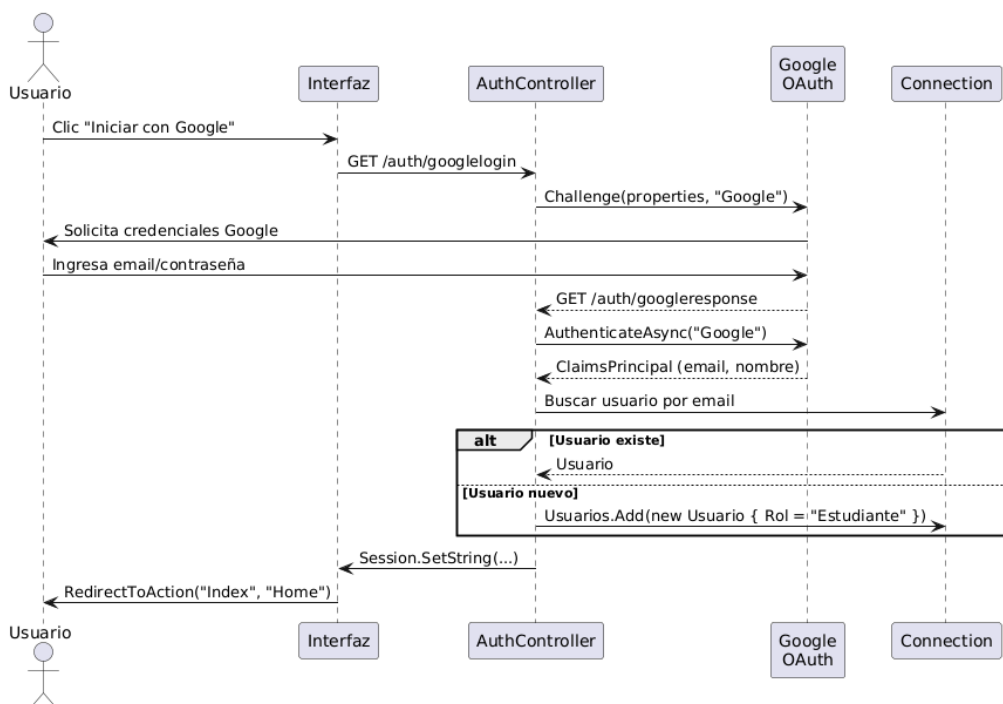 Usuario
Interfaz
AuthController
Google
OAuth
Connection
Clic "Iniciar con Google"
GET /auth/googlelogin
Challenge(properties, "Google")
Solicita credenciales Google
Ingresa email/contraseña
GET /auth/googleresponse
AuthenticateAsync("Google")
ClaimsPrincipal (email, nombre)
Buscar usuario por email
alt [Usuario existe]
Usuario
[Usuario nuevo]
Usuarios.Add(new Usuario { Rol = "Estudiante" })
Session.SetString(...)
RedirectToAction("Index", "Home")
Usuario
Interfaz
AuthController
Google
OAuth
Connection